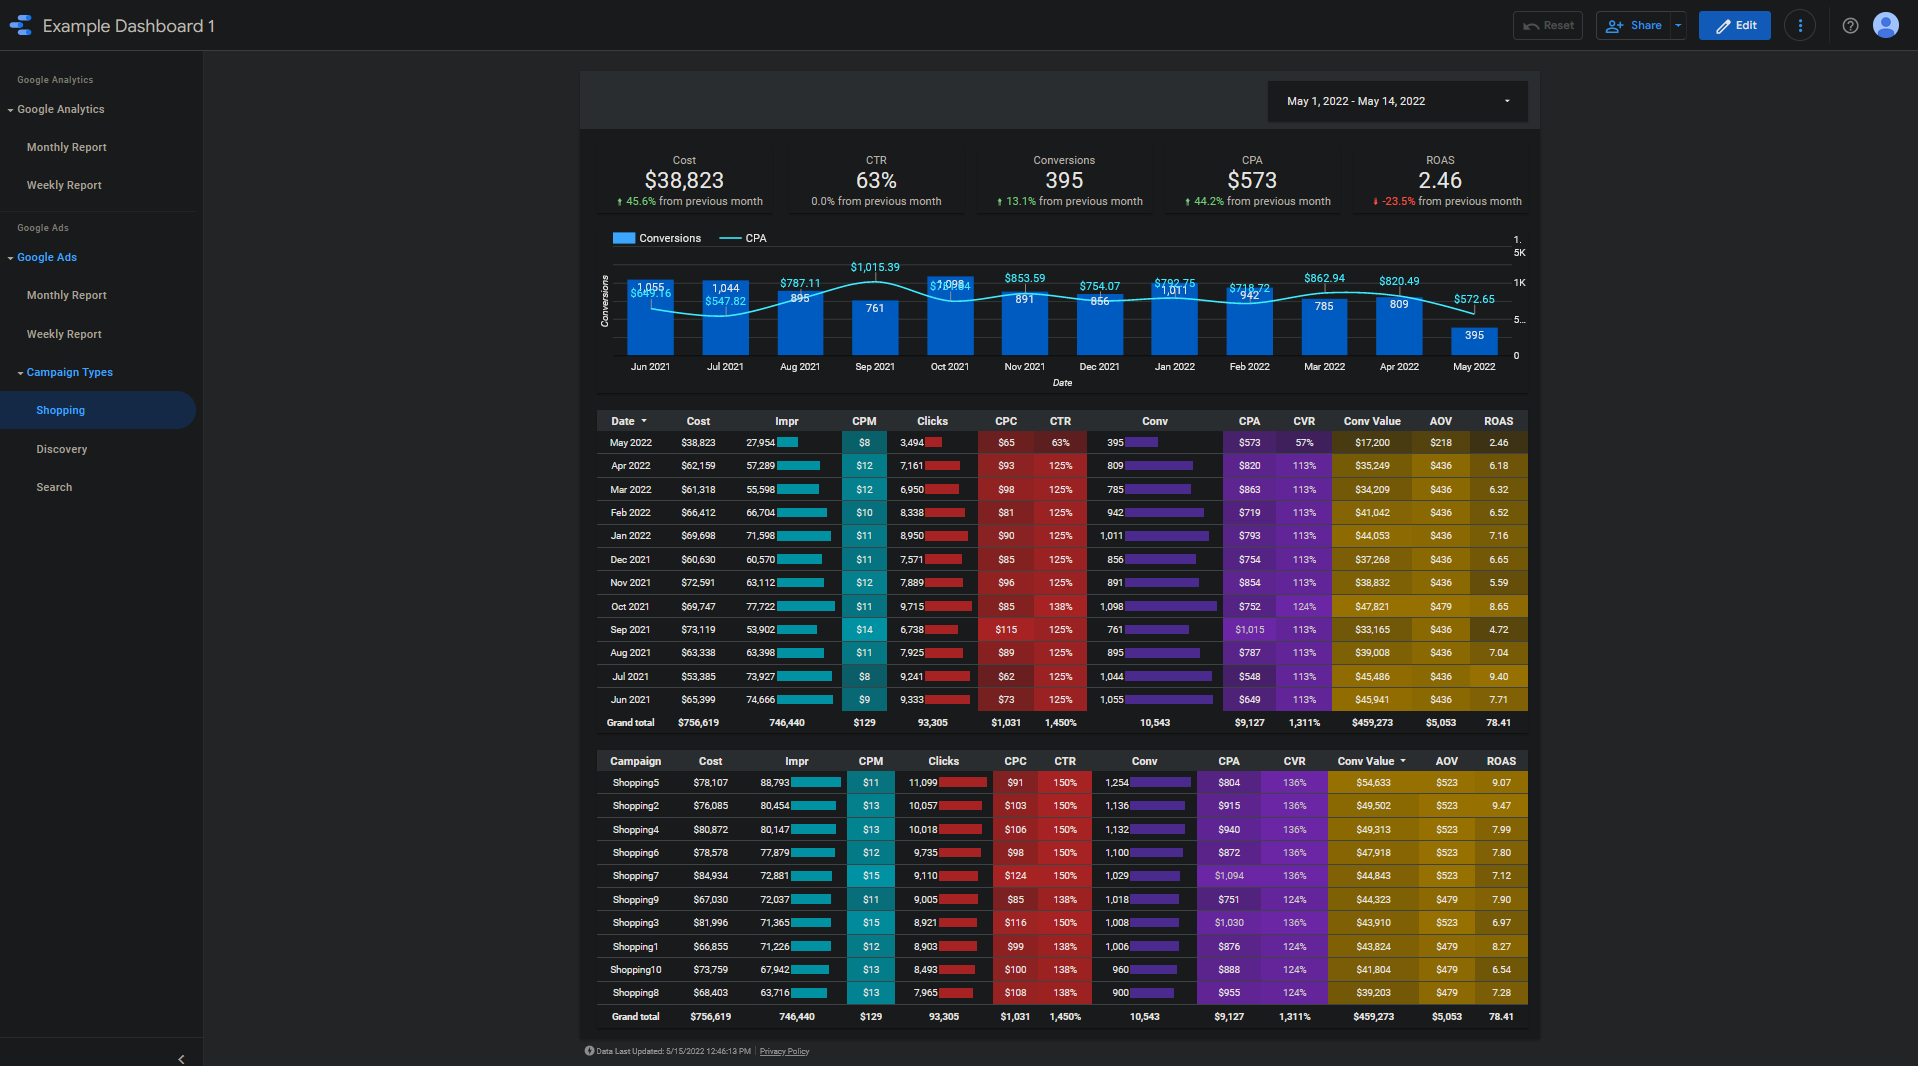 Example Dashboard 1
Reset
Share
Edit
Google Analytics
Google Analytics
Monthly Report
Weekly Report
Google Ads
Google Ads
Monthly Report
Weekly Report
Campaign Types
Shopping
Discovery
Search
May 1, 2022 - May 14, 2022
Cost CTR Conversions CPA ROAS
$38,823 63% 395 $573 2.46
45.6% from previous month 0.0% from previous month 13.1% from previous month 44.2% from previous month -23.5% from previous month
Conversions CPA
1.
5K
1K
5...
0
Conversions
$649.16 $547.82 $787.11 $1,015.39 $853.59 $754.07 $792.75 $718.72 $862.94 $820.49 $572.65
1,055 1,044 895 761 1,098 891 856 1,011 942 785 809 395
Jun 2021 Jul 2021 Aug 2021 Sep 2021 Oct 2021 Nov 2021 Dec 2021 Jan 2022 Feb 2022 Mar 2022 Apr 2022 May 2022
Date
Date Cost Impr CPM Clicks CPC CTR Conv CPA CVR Conv Value AOV ROAS
May 2022 $38,823 27,954 $8 3,494 $65 63% 395 $573 57% $17,200 $218 2.46
Apr 2022 $62,159 57,289 $12 7,161 $93 125% 809 $820 113% $35,249 $436 6.18
Mar 2022 $61,318 55,598 $12 6,950 $98 125% 785 $863 113% $34,209 $436 6.32
Feb 2022 $66,412 66,704 $10 8,338 $81 125% 942 $719 113% $41,042 $436 6.52
Jan 2022 $69,698 71,598 $11 8,950 $90 125% 1,011 $793 113% $44,053 $436 7.16
Dec 2021 $60,630 60,570 $11 7,571 $85 125% 856 $754 113% $37,268 $436 6.65
Nov 2021 $72,591 63,112 $12 7,889 $96 125% 891 $854 113% $38,832 $436 5.59
Oct 2021 $69,747 77,722 $11 9,715 $85 138% 1,098 $752 124% $47,821 $479 8.65
Sep 2021 $73,119 53,902 $14 6,738 $115 125% 761 $1,015 113% $33,165 $436 4.72
Aug 2021 $63,338 63,398 $11 7,925 $89 125% 895 $787 113% $39,008 $436 7.04
Jul 2021 $53,385 73,927 $8 9,241 $62 125% 1,044 $548 113% $45,486 $436 9.40
Jun 2021 $65,399 74,666 $9 9,333 $73 125% 1,055 $649 113% $45,941 $436 7.71
Grand total $756,619 746,440 $129 93,305 $1,031 1,450% 10,543 $9,127 1,311% $459,273 $5,053 78.41
Campaign Cost Impr CPM Clicks CPC CTR Conv CPA CVR Conv Value AOV ROAS
Shopping5 $78,107 88,793 $11 11,099 $91 150% 1,254 $804 136% $54,633 $523 9.07
Shopping2 $76,085 80,454 $13 10,057 $103 150% 1,136 $915 136% $49,502 $523 9.47
Shopping4 $80,872 80,147 $13 10,018 $106 150% 1,132 $940 136% $49,313 $523 7.99
Shopping6 $78,578 77,879 $12 9,735 $98 150% 1,100 $872 136% $47,918 $523 7.80
Shopping7 $84,934 72,881 $15 9,110 $124 150% 1,029 $1,094 136% $44,843 $523 7.12
Shopping9 $67,030 72,037 $11 9,005 $85 138% 1,018 $751 124% $44,323 $479 7.90
Shopping3 $81,996 71,365 $15 8,921 $116 150% 1,008 $1,030 136% $43,910 $523 6.97
Shopping1 $66,855 71,226 $12 8,903 $99 138% 1,006 $876 124% $43,824 $479 8.27
Shopping10 $73,759 67,942 $13 8,493 $100 138% 960 $888 124% $41,804 $479 6.54
Shopping8 $68,403 63,716 $13 7,965 $108 138% 900 $955 124% $39,203 $479 7.28
Grand total $756,619 746,440 $129 93,305 $1,031 1,450% 10,543 $9,127 1,311% $459,273 $5,053 78.41
Data Last Updated: 5/15/2022 12:46:13 PM Privacy Policy